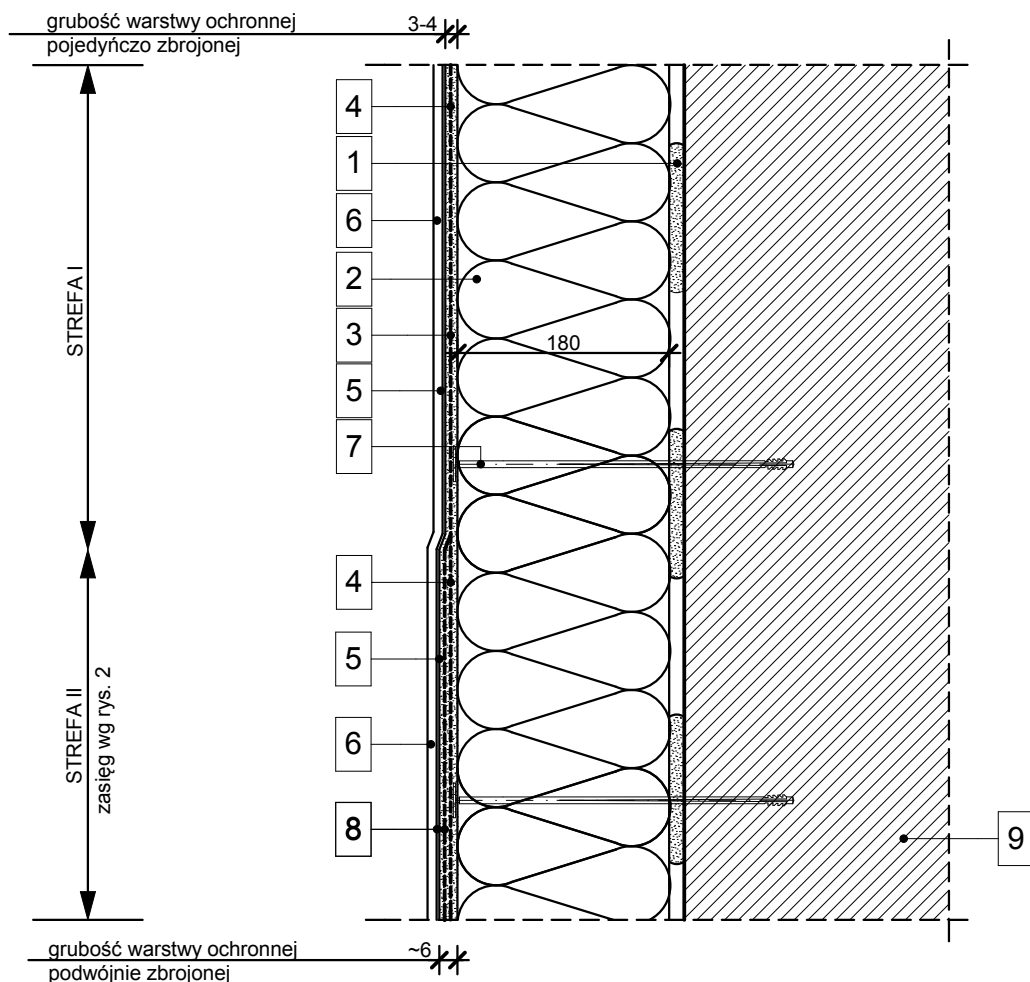 grubość warstwy ochronnej
pojedyńczo zbrojonej
3-4
4
1
6
2
3
180
5
7
STREFA I
4
5
6
8
9
STREFA II
zasięg wg rys. 2
grubość warstwy ochronnej
podwójnie zbrojonej
~6